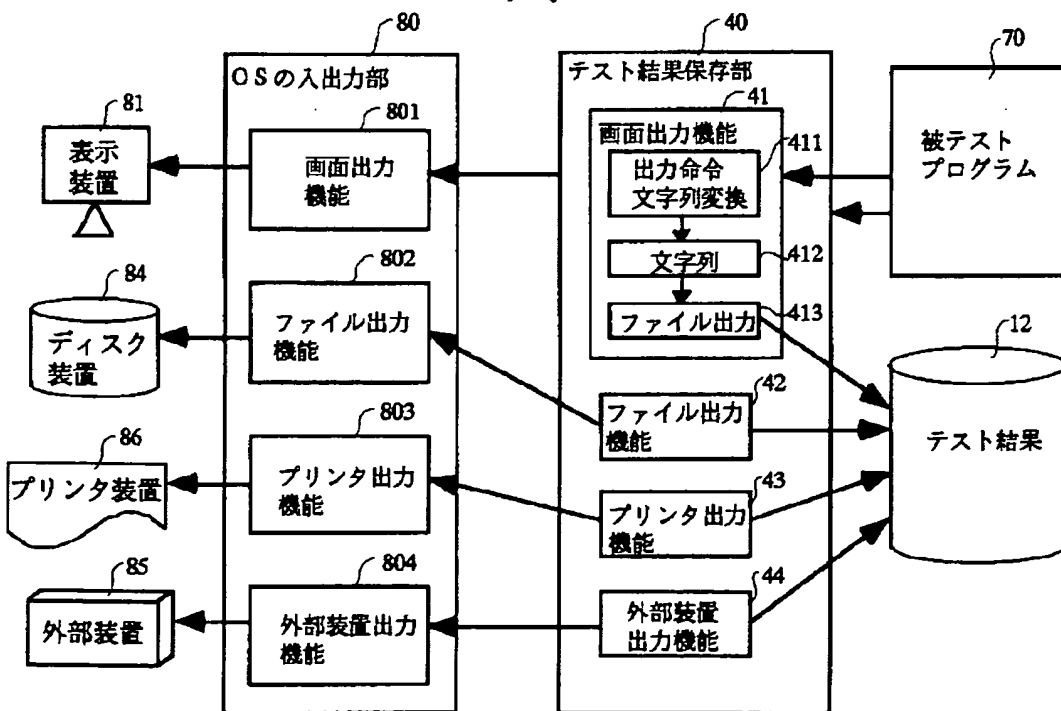 80
40
70
OSの入出力部
テスト結果保存部
81
801
41
画面出力機能
411
表示
装置
画面出力
機能
出力命令
文字列変換
被テスト
プログラム
文字列
412
84
802
ファイル出力
413
ディスク
装置
ファイル出力
機能
12
42
ファイル出力
機能
テスト結果
86
803
プリンタ装置
プリンタ出力
機能
43
プリンタ出力
機能
85
804
44
外部装置
外部装置出力
機能
外部装置
出力機能